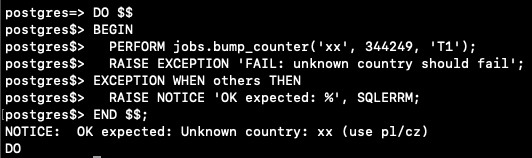 postgres=> DO $$
postgres$> BEGIN
postgres$>   PERFORM jobs.bump_counter('xx', 344249, 'T1');
postgres$>   RAISE EXCEPTION 'FAIL: unknown country should fail';
postgres$> EXCEPTION WHEN others THEN
postgres$>   RAISE NOTICE 'OK expected: %', SQLERRM;
[postgres$> END $$;
NOTICE:  OK expected: Unknown country: xx (use pl/cz)
DO